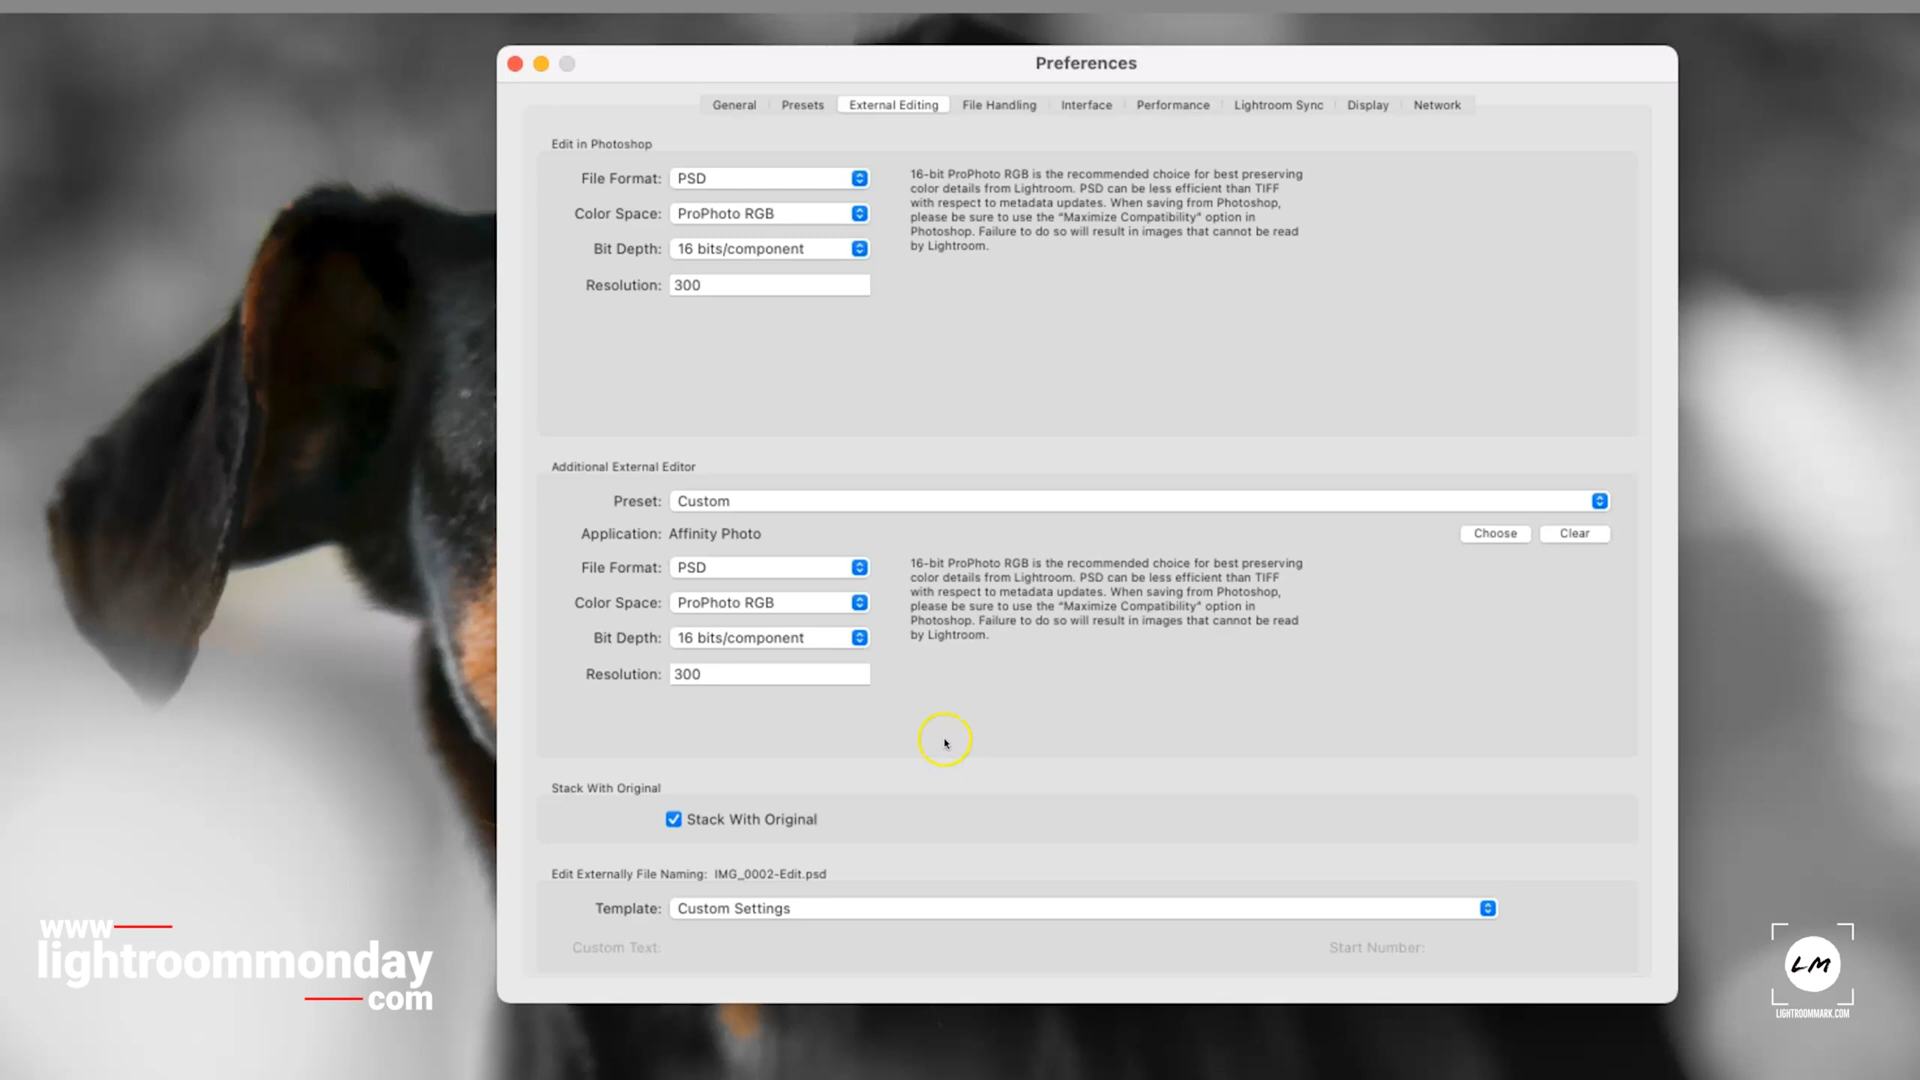 Preferences
General Presets External Editing File Handling Interface Performance Lightroom Sync Display Network
Edit in Photoshop
File Format: PSD
Color Space: ProPhoto RGB
Bit Depth: 16 bits/component
Resolution: 300
16-bit ProPhoto RGB is the recommended choice for best preserving
color details from Lightroom. PSD can be less efficient than TIFF
with respect to metadata updates. When saving from Photoshop,
please be sure to use the “Maximize Compatibility” option in
Photoshop. Failure to do so will result in images that cannot be read
by Lightroom.
Additional External Editor
Preset: Custom
Application: Affinity Photo Choose Clear
File Format: PSD
Color Space: ProPhoto RGB
Bit Depth: 16 bits/component
Resolution: 300
16-bit ProPhoto RGB is the recommended choice for best preserving
color details from Lightroom. PSD can be less efficient than TIFF
with respect to metadata updates. When saving from Photoshop,
please be sure to use the “Maximize Compatibility” option in
Photoshop. Failure to do so will result in images that cannot be read
by Lightroom.
Stack With Original
Stack With Original
Edit Externally File Naming: IMG_0002-Edit.psd
Template: Custom Settings
Custom Text: Start Number:
www
lightroommonday
com
LM
LIGHTROOMMARK.COM